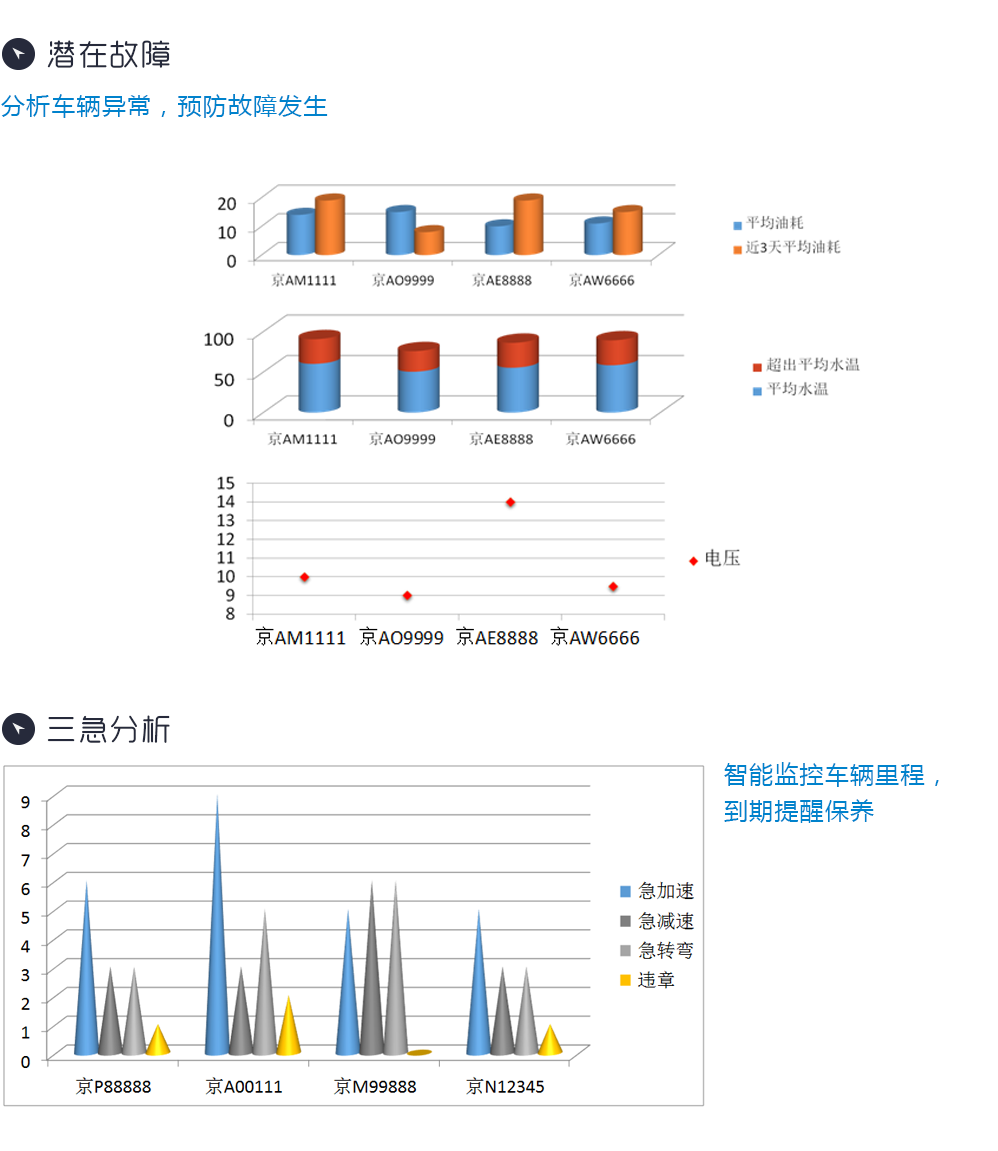 潜在故障
分析车辆异常，预防故障发生
20
10
0
京AM1111 京AO9999 京AE8888 京AW6666
平均油耗
近3天平均油耗
100
50
0
京AM1111 京AO9999 京AE8888 京AW6666
超出平均水温
平均水温
15
14
13
12
11
10
9
8
京AM1111 京AO9999 京AE8888 京AW6666
电压
三急分析
智能监控车辆里程，
到期提醒保养
9
8
7
6
5
4
3
2
1
0
京P88888 京A00111 京M99888 京N12345
急加速
急减速
急转弯
违章